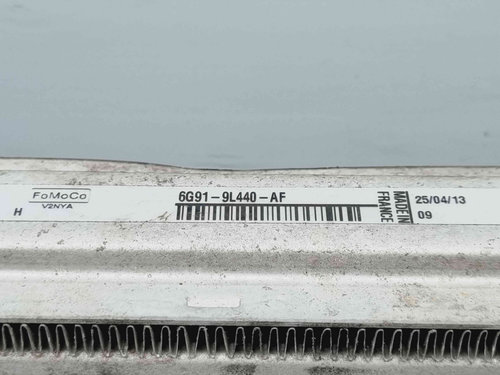 FoMoCo
V2NYA
H
6G91-9L440-AF
MADE IN
FRANCE
25/04/13
09